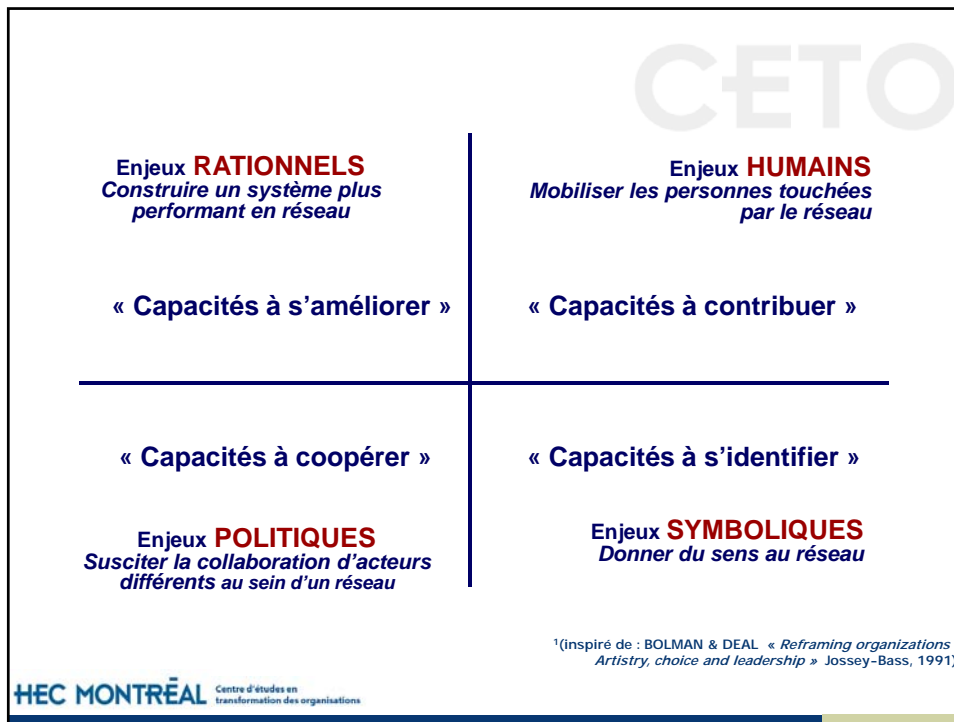 CETO
Enjeux RATIONNELS
Construire un système plus
performant en réseau
Enjeux HUMAINS
Mobiliser les personnes touchées
par le réseau
« Capacités à s’améliorer »
« Capacités à contribuer »
« Capacités à coopérer »
« Capacités à s’identifier »
Enjeux POLITIQUES
Susciter la collaboration d’acteurs
différents au sein d’un réseau
Enjeux SYMBOLIQUES
Donner du sens au réseau
¹(inspiré de : BOLMAN & DEAL « Reframing organizations
Artistry, choice and leadership » Jossey-Bass, 1991)
HEC MONTRÉAL
Centre d'études en
transformation des organisations